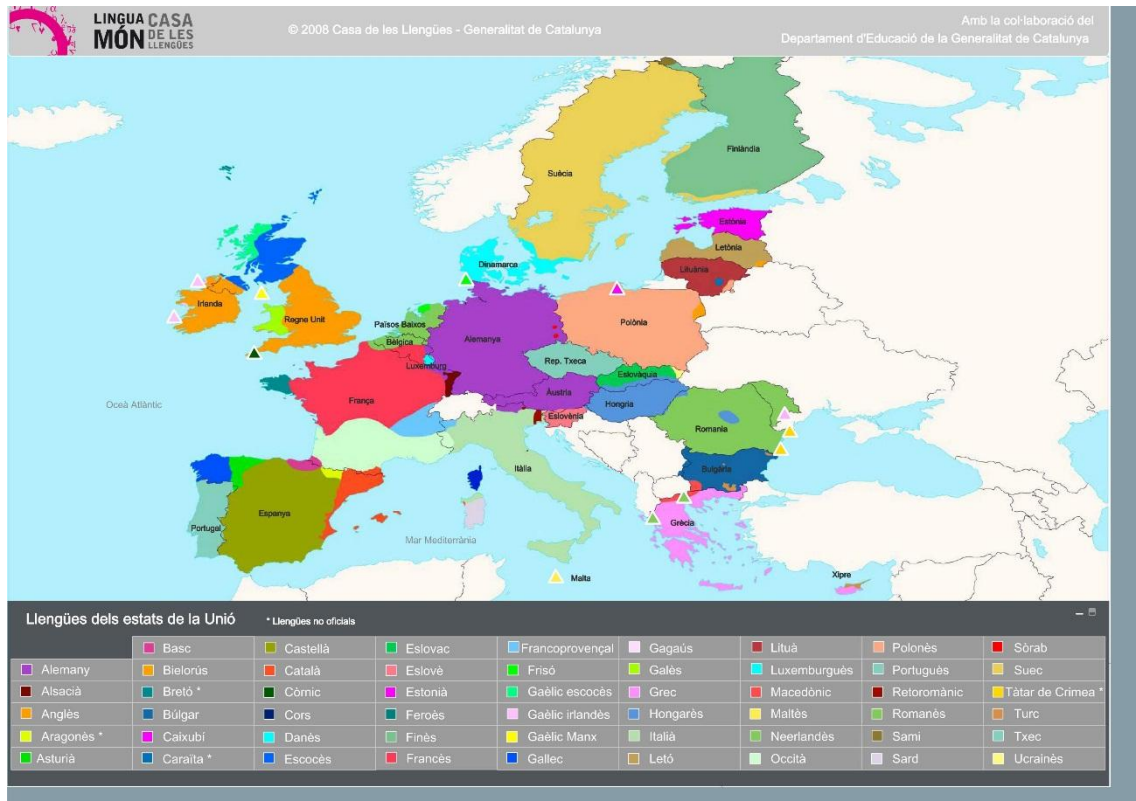 LINGUA CASA
MÓN DE LES
LLENGÜES
© 2008 Casa de les Llengües - Generalitat de Catalunya
Amb la col·laboració del
Departament d'Educació de la Generalitat de Catalunya
Finlàndia
Suècia
Estònia
Letònia
Lituània
Dinamarca
Irlanda
Regne Unit
Països Baixos
Bèlgica
Alemanya
Polònia
Luxemburg
Rep. Txeca
Eslovàquia
Oceà Atlàntic
França
Àustria
Hongria
Eslovènia
Romania
Itàlia
Bulgària
Espanya
Portugal
Mar Mediterrània
Grècia
Malta
Xipre
Llengües dels estats de la Unió
* Llengües no oficials
Basc Castellà Eslovac Francoprovençal Gagaús Lituà Polonès Sòrab
Alemany Bielorús Català Eslovè Frisó Galès Luxemburguès Portuguès Suec
Alsacià Bretó * Còrnic Estonià Gaèlic escocès Grec Macedònic Retoromànic Tàtar de Crimea *
Anglès Búlgar Cors Feroès Gaèlic irlandès Hongarès Maltès Romanès Turc
Aragonès * Caixubí Danès Finès Gaèlic Manx Italià Neerlandès Sami Txec
Asturià Caraïta * Escocès Francès Gallec Letó Occità Sard Ucraïnès